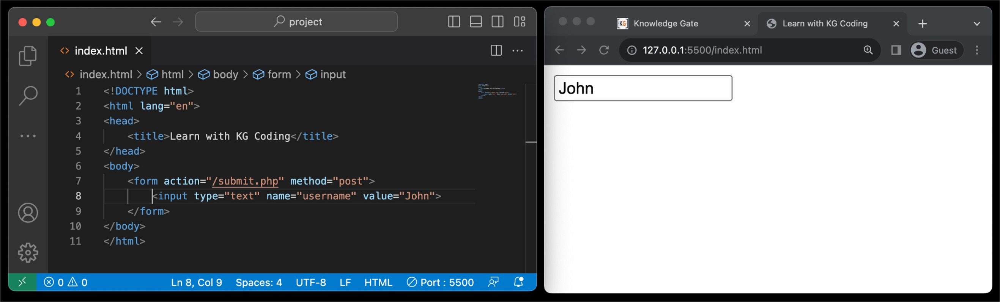 project
index.html
index.html > html > body > form > input
1 <!DOCTYPE html>
2 <html lang="en">
3 <head>
4 <title>Learn with KG Coding</title>
5 </head>
6 <body>
7 <form action="/submit.php" method="post">
8 <input type="text" name="username" value="John">
9 </form>
10 </body>
11 </html>
0 0 Ln 8, Col 9 Spaces: 4 UTF-8 LF HTML Port : 5500
KG Knowledge Gate Learn with KG Coding
127.0.0.1:5500/index.html Guest
John